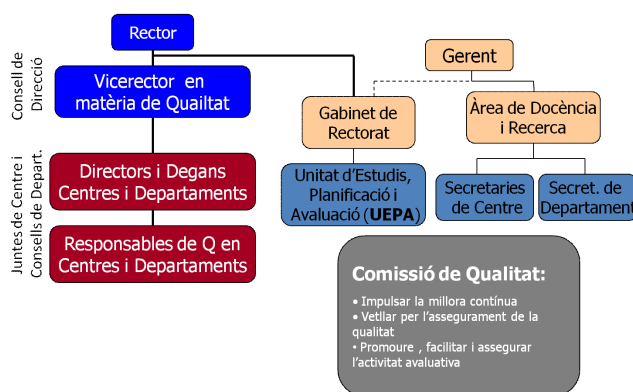 Rector
Gerent
Consell de
Direcció
Vicerector en
matèria de Quailtat
Gabinet de
Rectorat
Àrea de Docència
i Recerca
Juntes de Centre i
Consells de Depart.
Directors i Degans
Centres i Departaments
Unitat d'Estudis,
Planificació i
Avaluació (UEPA)
Secretaries
de Centre
Secret. de
Departament
Responsables de Q en
Centres i Departaments
Comissió de Qualitat:
• Impulsar la millora contínua
• Vetllar per l'assegurament de la
qualitat
• Promoure , facilitar i assegurar
l'activitat avaluativa